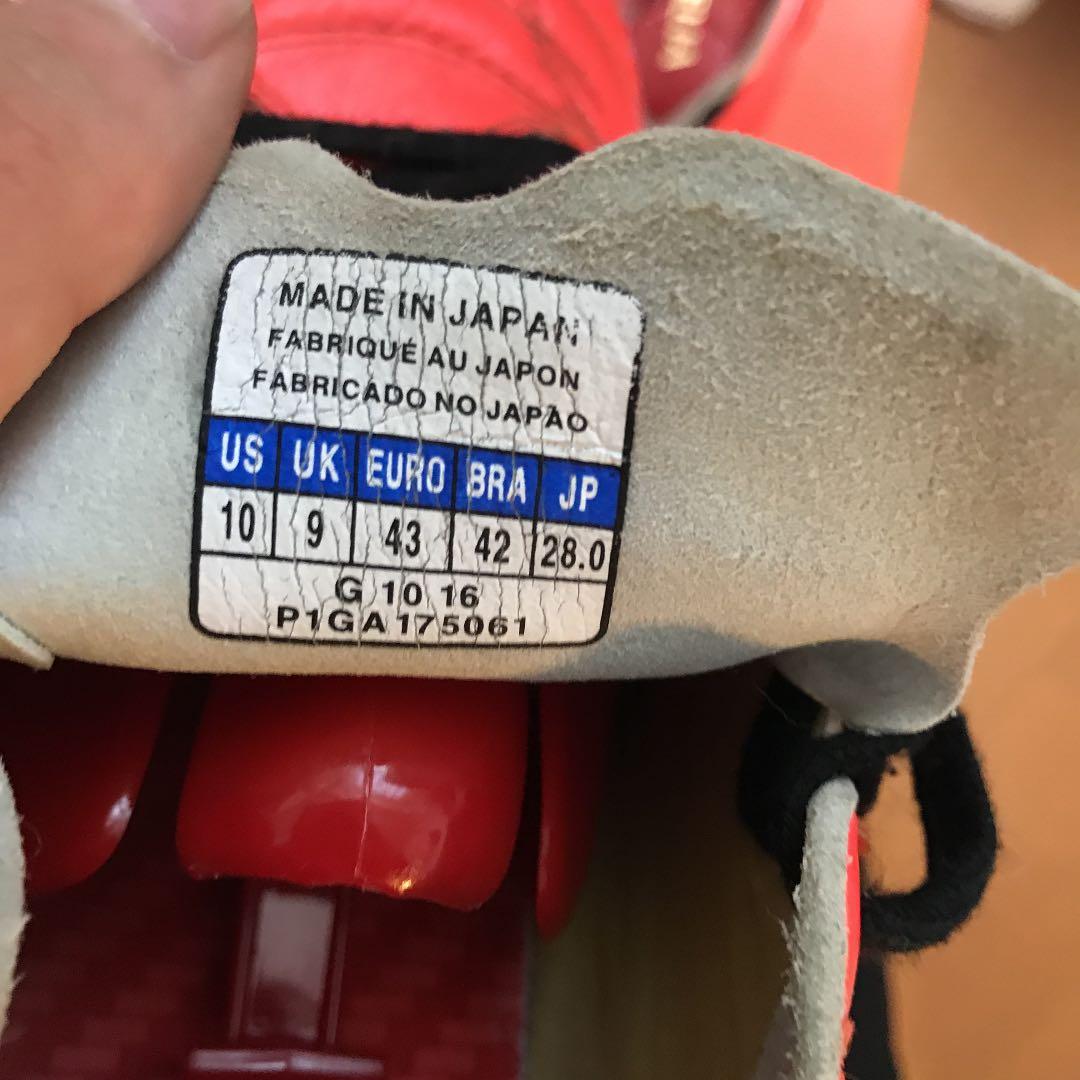 MADE IN JAPAN
FABRIQUÉ AU JAPON
FABRICADO NO JAPÃO
US UK EURO BRA JP
10 9 43 42 28.0
G 10 16
P1GA175061